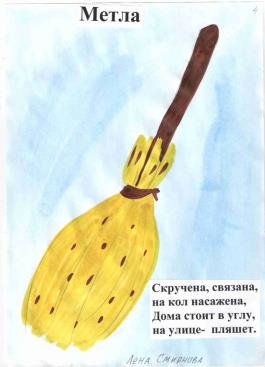 Метла
4
Скручена, связана,
на кол насажена,
Дома стоит в углу,
на улице- пляшет.
Лена Смирнова